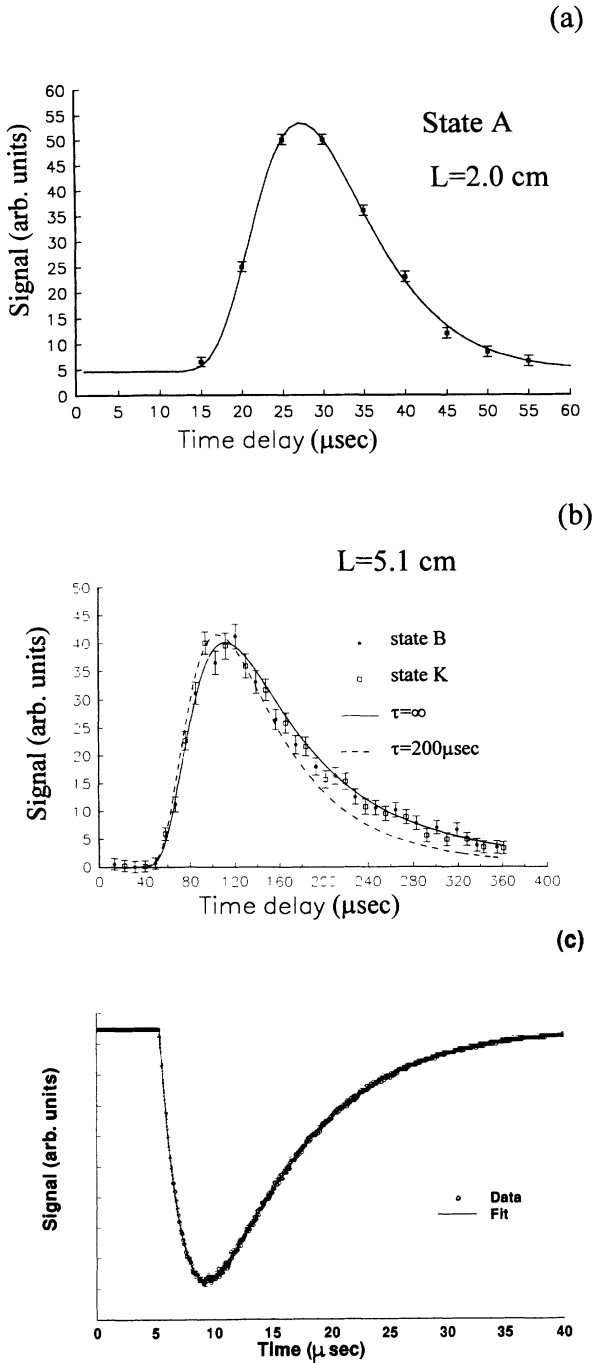 (a)
60
55
50
45
40
35
30
25
20
15
10
5
0
Signal (arb. units)
State A
L=2.0 cm
0 5 10 15 20 25 30 35 40 45 50 55 60
Time delay (μsec)
(b)
L=5.1 cm
50
45
40
35
30
25
20
15
10
5
0
Signal (arb. units)
state B
state K
τ=∞
τ=200μsec
0 40 80 120 160 200 240 280 320 360 400
Time delay (μsec)
(c)
Signal (arb. units)
Data
Fit
0 5 10 15 20 25 30 35 40
Time (μ sec)